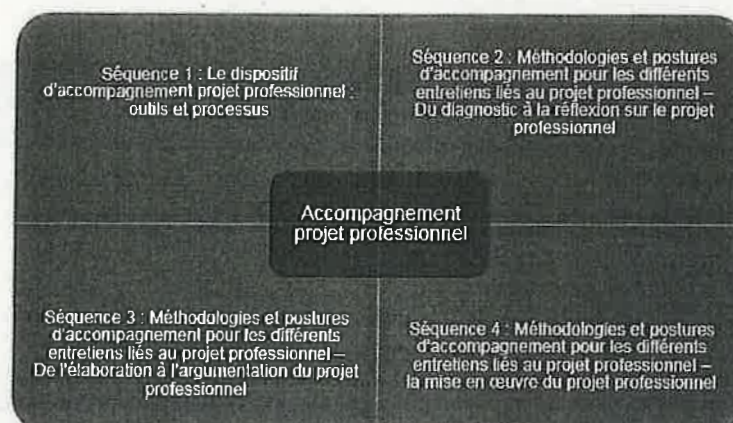 Séquence 1 : Le dispositif
d'accompagnement projet professionnel :
outils et processus
Séquence 2 : Méthodologies et postures
d'accompagnement pour les différents
entretiens liés au projet professionnel –
Du diagnostic à la réflexion sur le projet
professionnel
Accompagnement
projet professionnel
Séquence 3 : Méthodologies et postures
d'accompagnement pour les différents
entretiens liés au projet professionnel –
De l'élaboration à l'argumentation du projet
professionnel
Séquence 4 : Méthodologies et postures
d'accompagnement pour les différents
entretiens liés au projet professionnel –
la mise en œuvre du projet professionnel